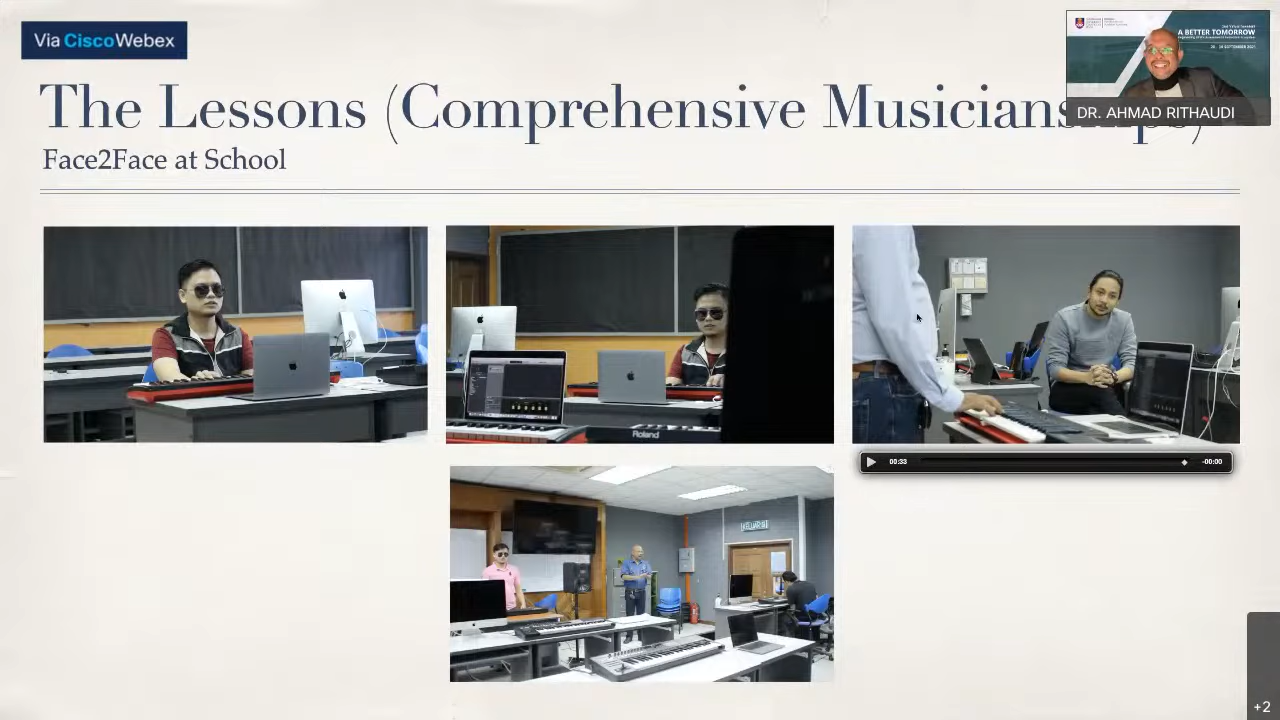 Via CiscoWebex
A BETTER TOMORROW
The Lessons (Comprehensive Musicianships)
DR. AHMAD RITHAUDI
Face2Face at School
Roland
00:33
-00:00
KELUAR
+2